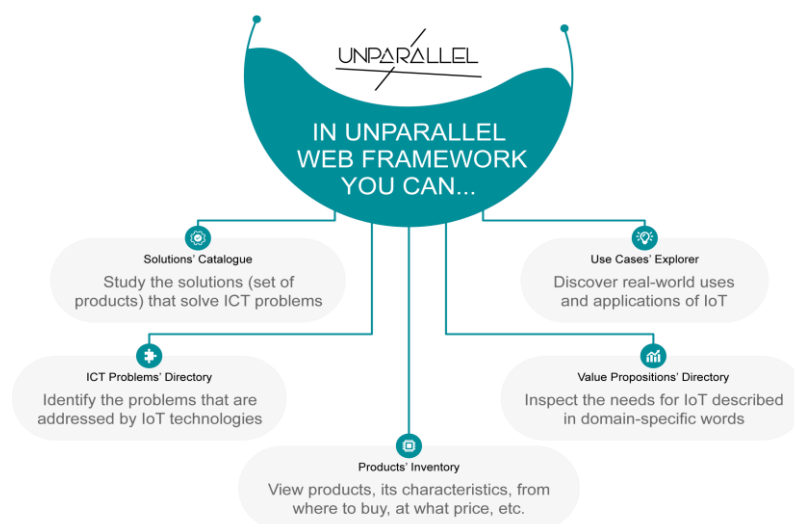 UNPARALLEL
IN UNPARALLEL
WEB FRAMEWORK
YOU CAN...
Solutions' Catalogue
Study the solutions (set of
products) that solve ICT problems
Use Cases' Explorer
Discover real-world uses
and applications of IoT
ICT Problems' Directory
Identify the problems that are
addressed by IoT technologies
Value Propositions' Directory
Inspect the needs for IoT described
in domain-specific words
Products' Inventory
View products, its characteristics, from
where to buy, at what price, etc.